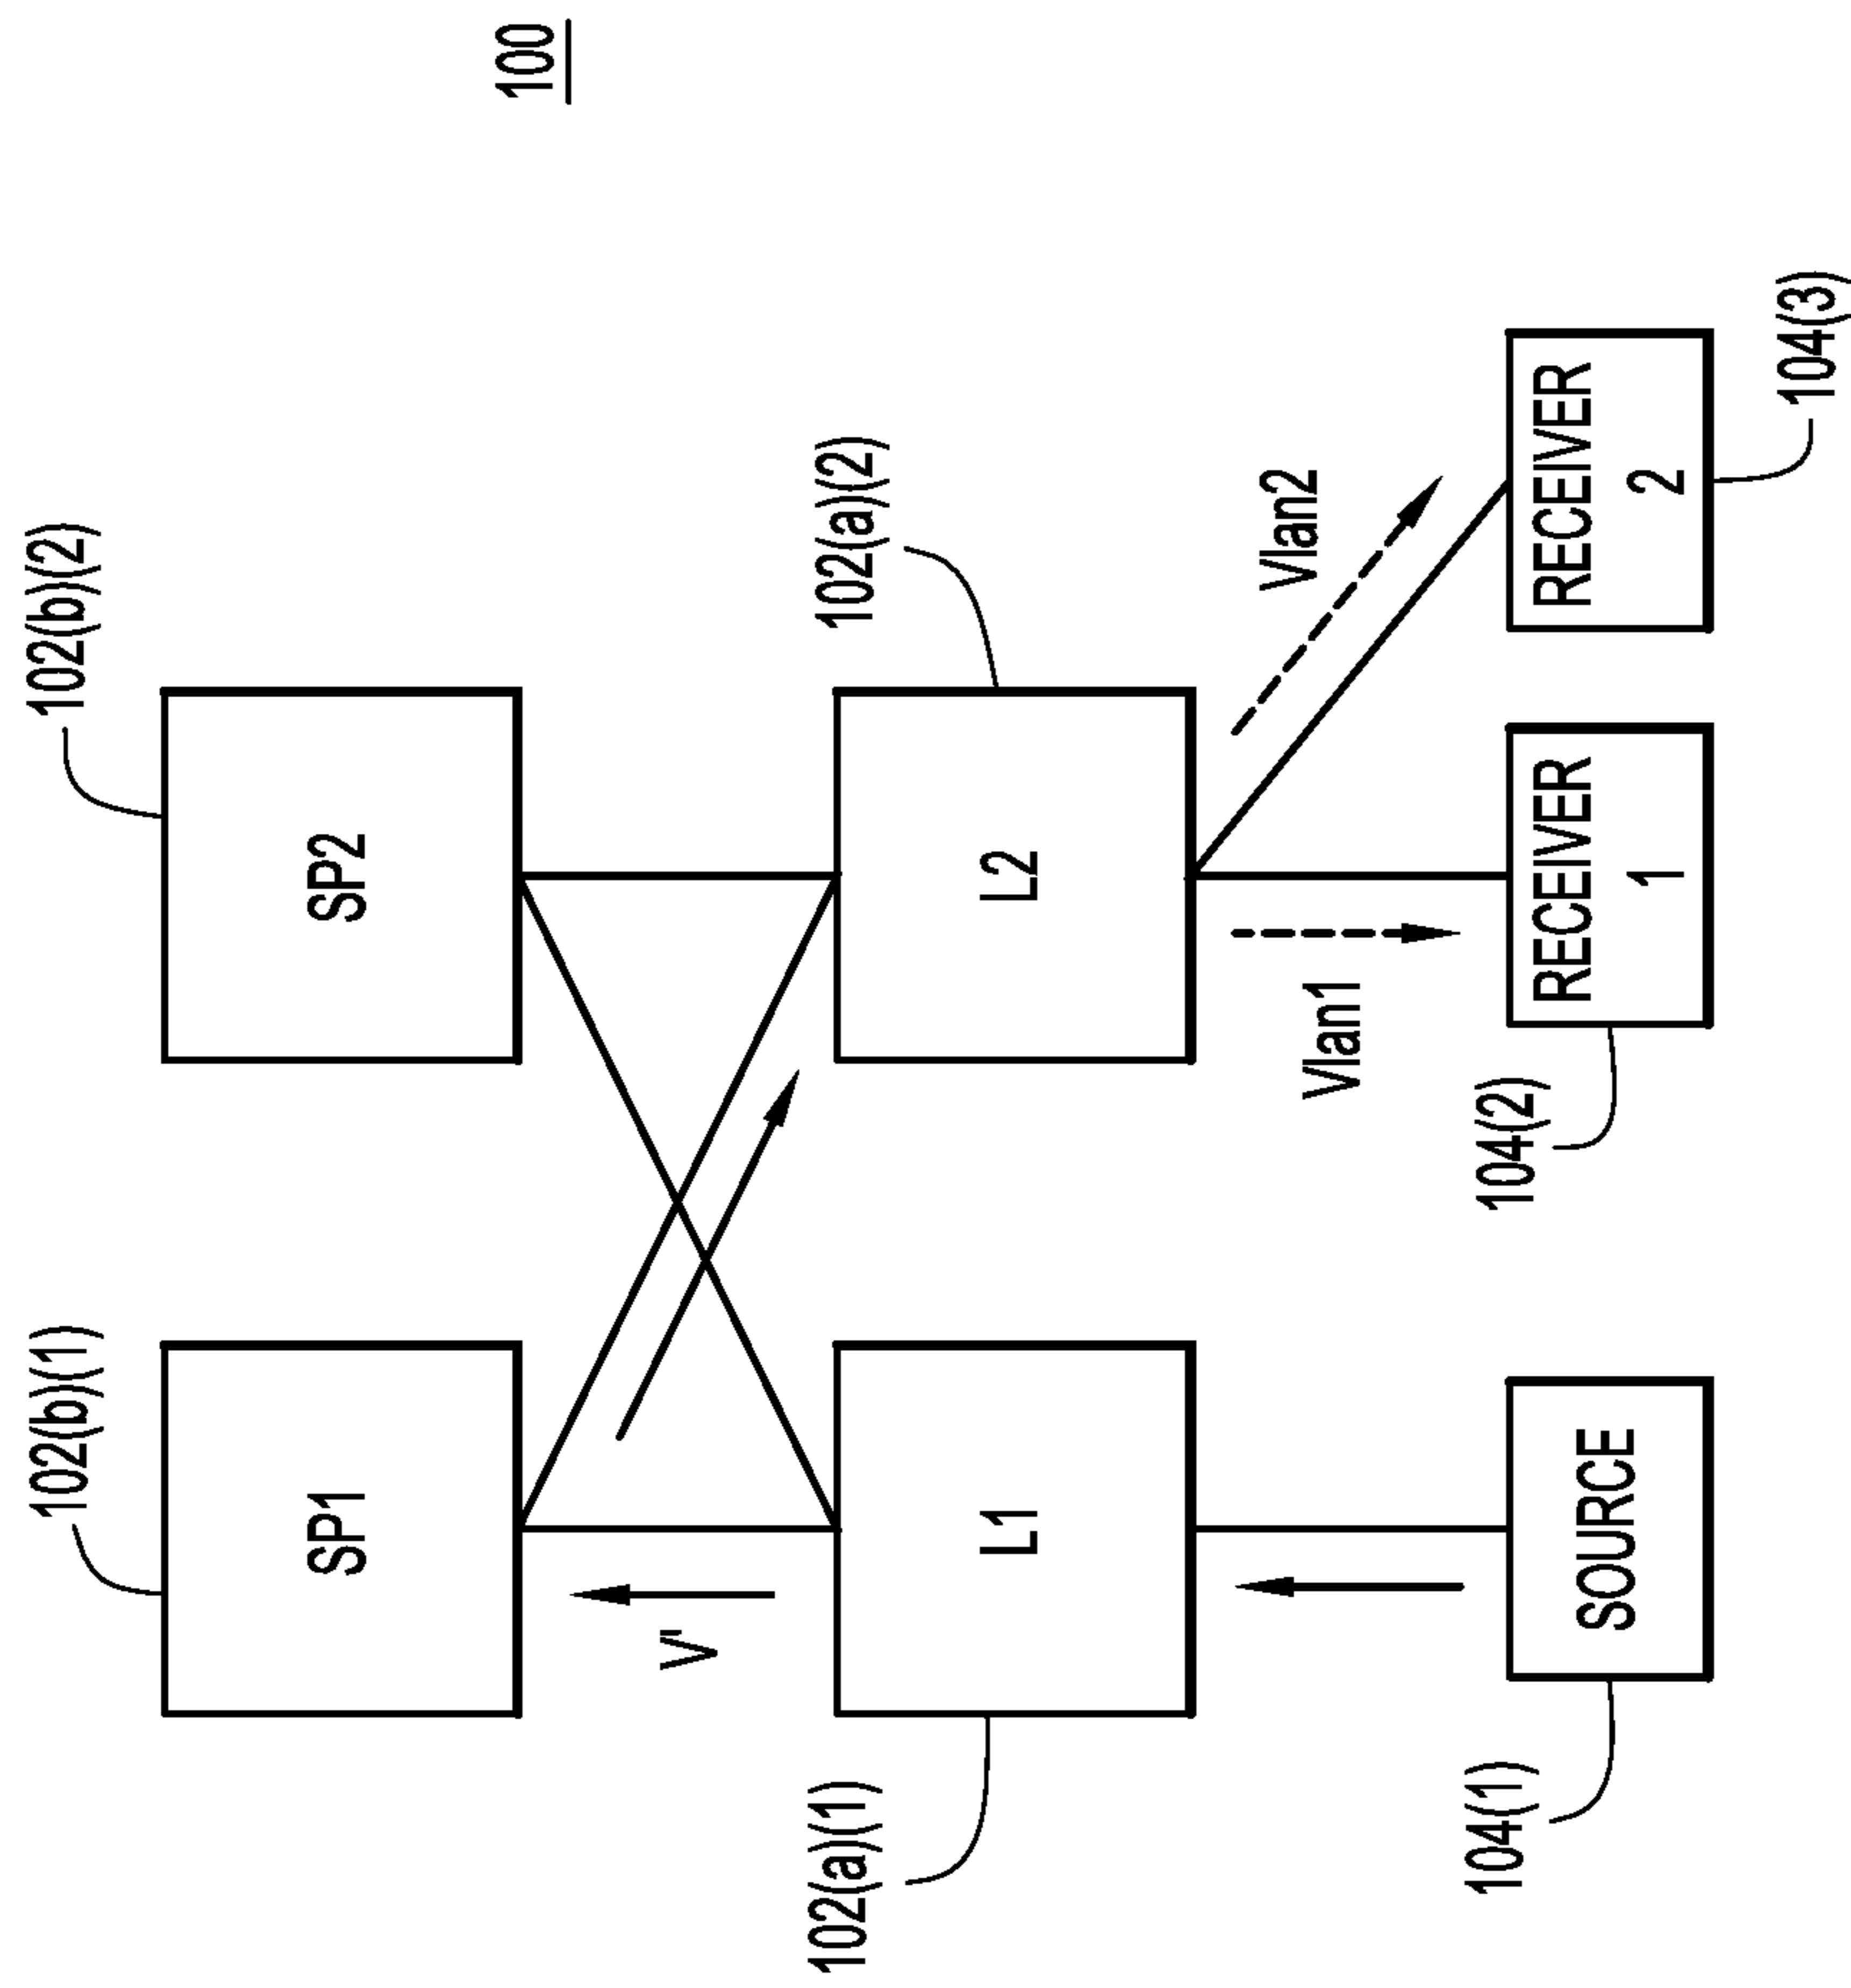 100
102(b)(1)
102(b)(2)
SP1
SP2
V'
102(a)(1)
102(a)(2)
L1
L2
Vlan1
Vlan2
104(1)
104(2)
SOURCE
RECEIVER
1
RECEIVER
2
104(3)